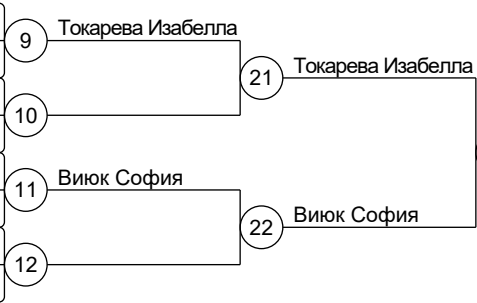 9 Токарева Изабелла
21 Токарева Изабелла
10
11 Виюк София
22 Виюк София
12